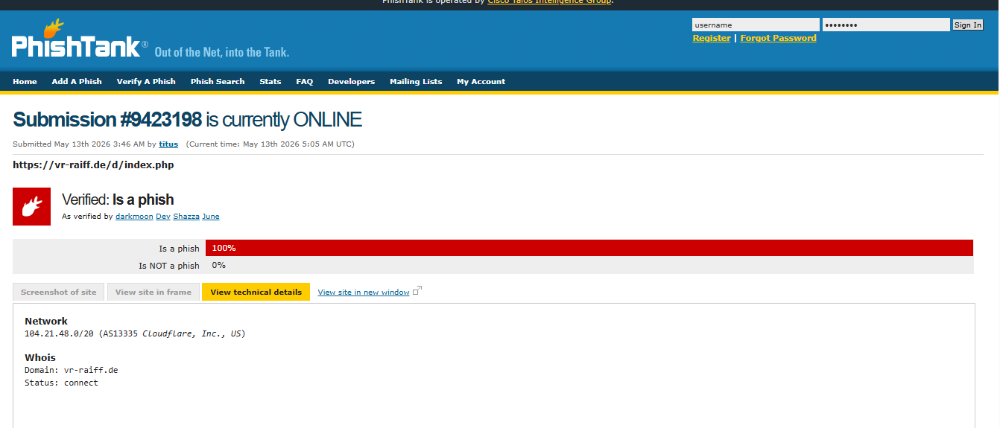 PhishTank is operated by Cisco Talos Intelligence Group.
username
••••••••
Sign In
Register | Forgot Password
PhishTank® Out of the Net, into the Tank.
Home Add A Phish Verify A Phish Phish Search Stats FAQ Developers Mailing Lists My Account
Submission #9423198 is currently ONLINE
Submitted May 13th 2026 3:46 AM by titus (Current time: May 13th 2026 5:05 AM UTC)
https://vr-raiff.de/d/index.php
Verified: Is a phish
As verified by darkmoon Dev Shazza June
Is a phish 100%
Is NOT a phish 0%
Screenshot of site View site in frame View technical details View site in new window
Network
104.21.48.0/20 (AS13335 Cloudflare, Inc., US)
Whois
Domain: vr-raiff.de
Status: connect